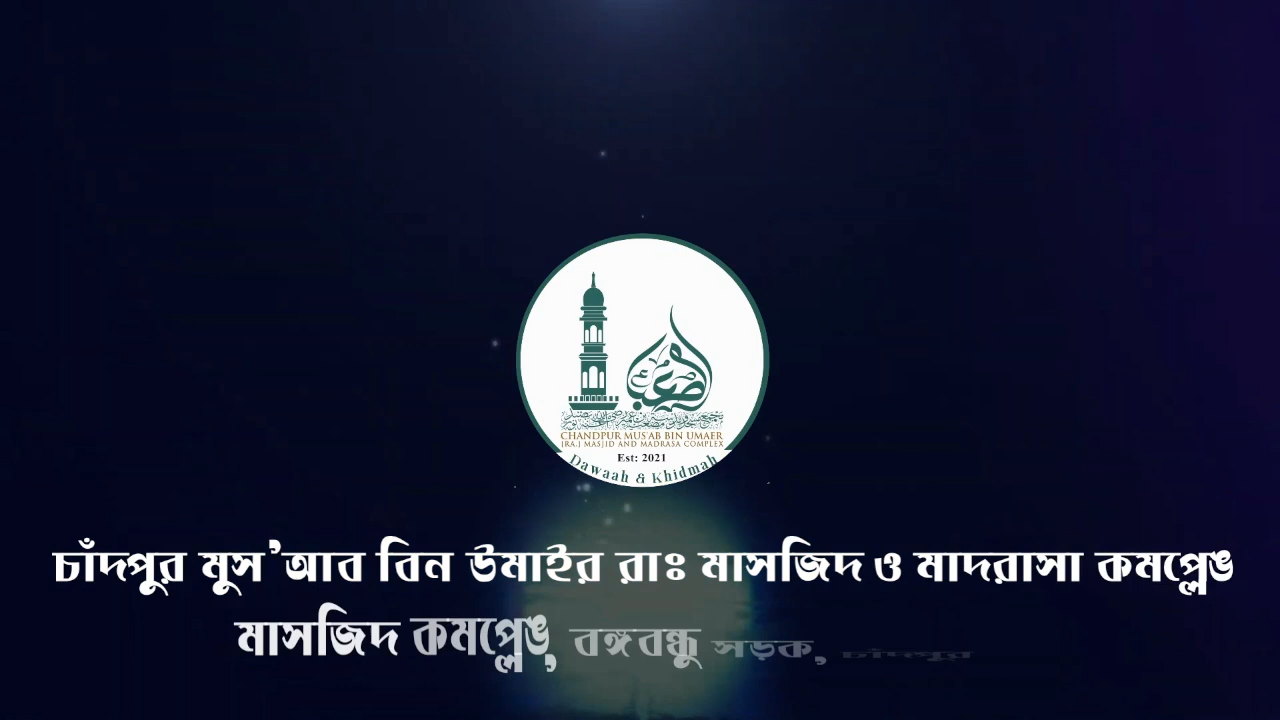 CHANDPUR MUS'AB BIN UMAER
[RA.] MASJID AND MADRASA COMPLEX
Est: 2021
Dawaah & Khidmah
চাঁদপুর মুস’আব বিন উমাইর রাঃ মাসজিদ ও মাদরাসা কমপ্লেক্স
মাসজিদ কমপ্লেক্স, বঙ্গবন্ধু সড়ক, চাঁদপুর